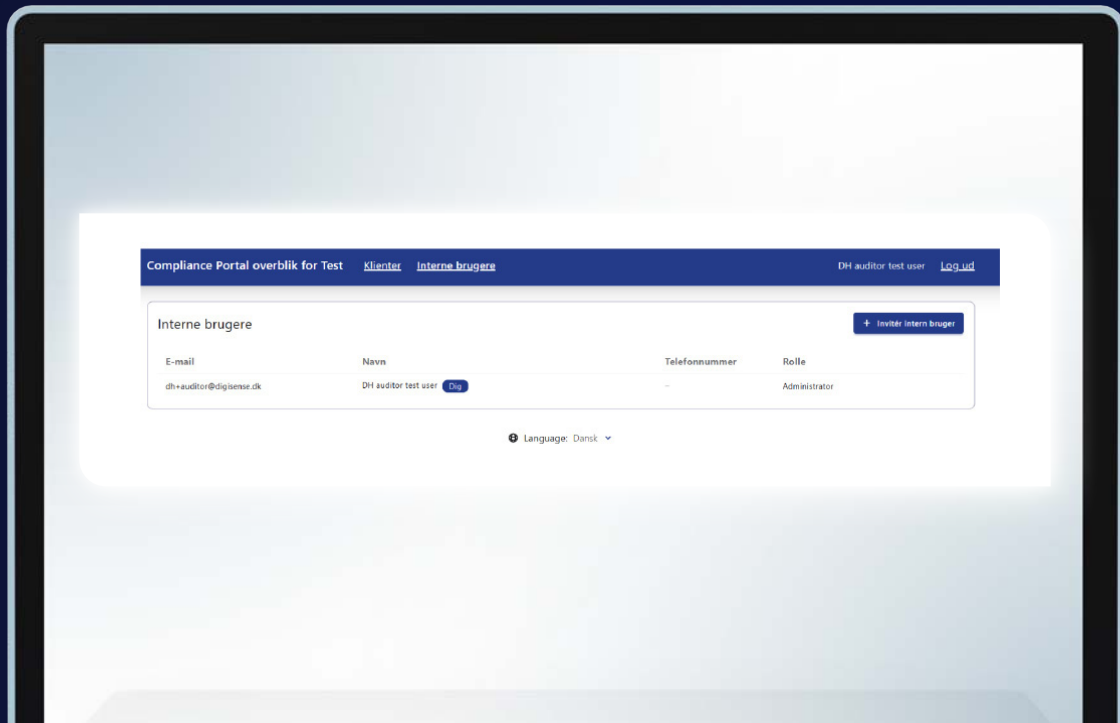 Compliance Portal overblik for Test Klienter Interne brugere DH auditor test user Log ud
Interne brugere + Invitér intern bruger
E-mail Navn Telefonnummer Rolle
dh+auditor@digisense.dk DH auditor test user Dig – Administrator
Language: Dansk